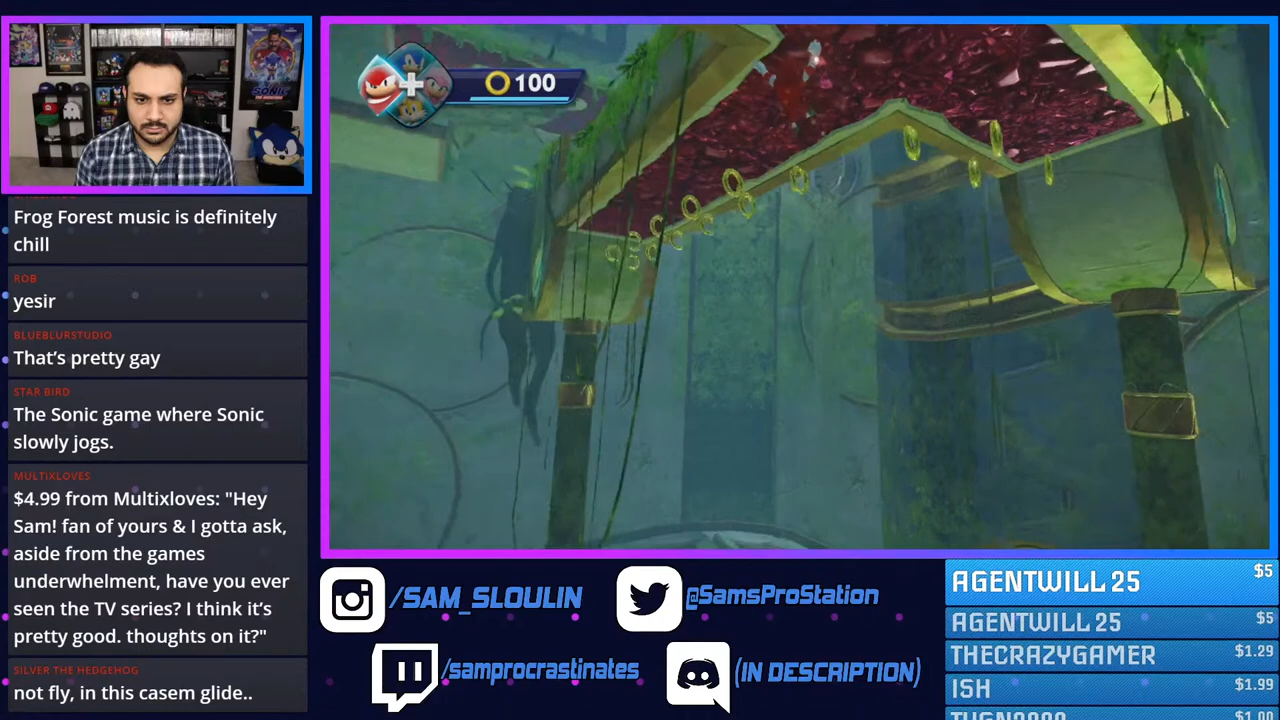 100
Frog Forest music is definitely
chill
ROB
yesir
BLUEBLURSTUDIO
That's pretty gay
STAR BIRD
The Sonic game where Sonic
slowly jogs.
MULTIXLOVES
$4.99 from Multixloves: "Hey
Sam! fan of yours & I gotta ask,
aside from the games
underwhelment, have you ever
seen the TV series? I think it's
pretty good. thoughts on it?"
SILVER THE HEDGEHOG
not fly, in this casem glide..
/SAM_SLOULIN
@SamsProStation
/samprocrastinates
(IN DESCRIPTION)
AGENTWILL 25 $5
AGENTWILL 25 $5
THECRAZYGAMER $1.29
ISH $1.99